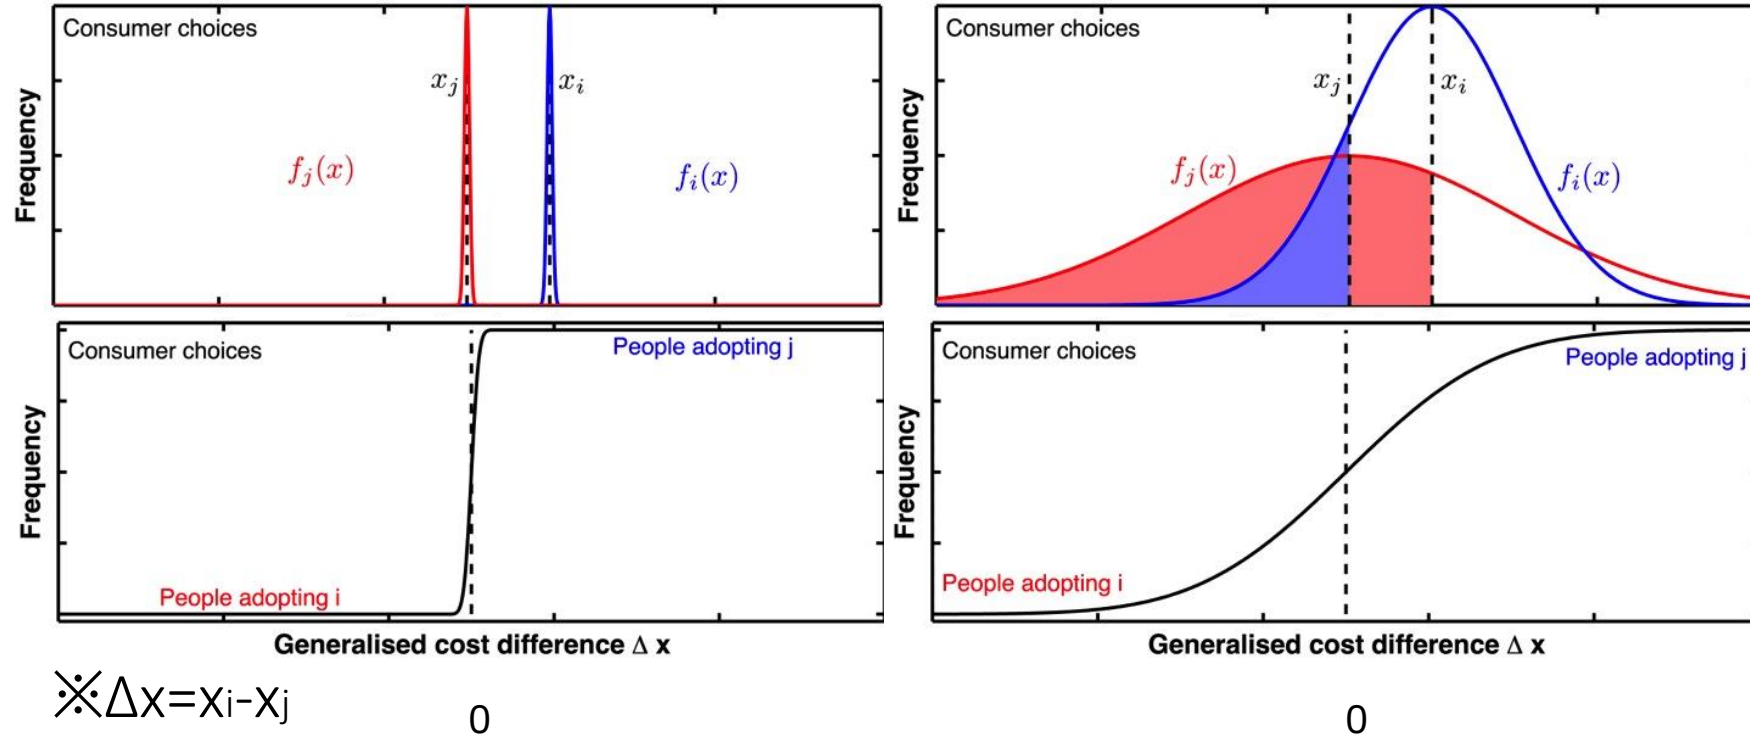 Consumer choices
Frequency
x_j
x_i
f_j(x)
f_i(x)
Consumer choices
Frequency
x_j
x_i
f_j(x)
f_i(x)
Consumer choices
Frequency
People adopting j
People adopting i
Generalised cost difference Δ x
Consumer choices
Frequency
People adopting j
People adopting i
Generalised cost difference Δ x
※Δx=xi-xj
0
0